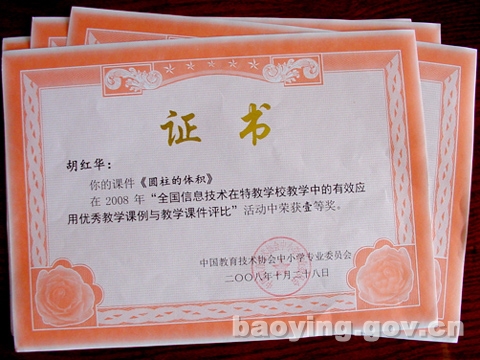 证 书
胡红华：
你的课件《圆柱的体积》
在 2008 年“全国信息技术在特教学校教学中的有效应
用优秀教学课例与教学课件评比”活动中荣获壹等奖。
中国教育技术协会中小学专业委员会
二〇〇八年十月二十八日
baoying.gov.cn